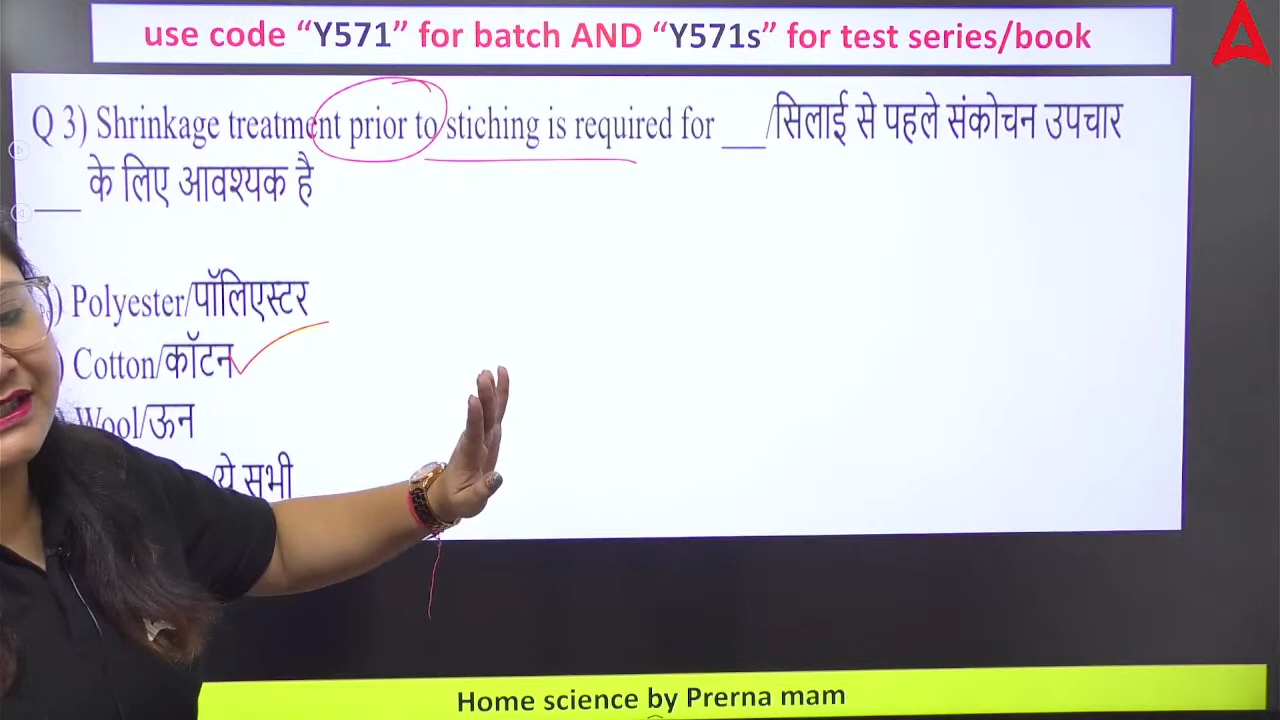 use code “Y571” for batch AND “Y571s” for test series/book
Q 3) Shrinkage treatment prior to stiching is required for ___/सिलाई से पहले संकोचन उपचार
___ के लिए आवश्यक है
) Polyester/पॉलिएस्टर
) Cotton/कॉटन
) Wool/ऊन
/ये सभी
Home science by Prerna mam